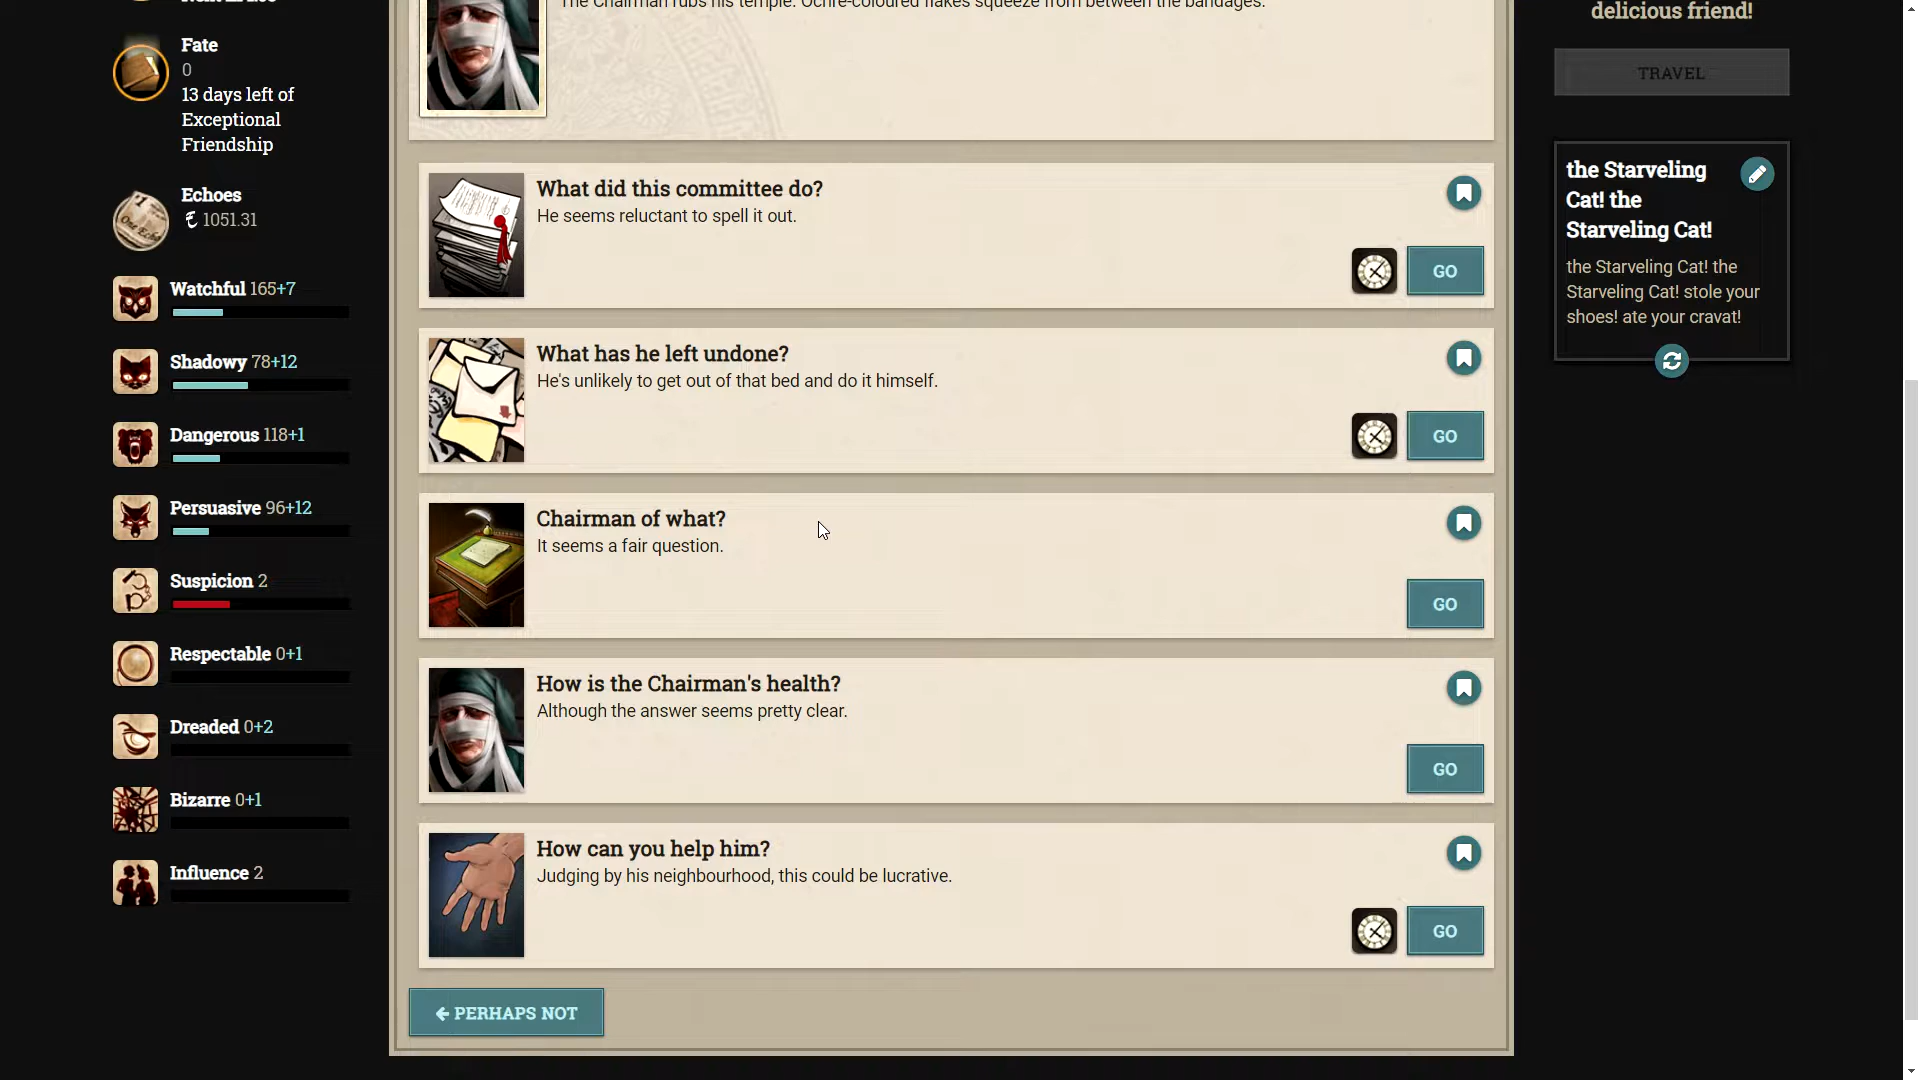 Fate
0
13 days left of
Exceptional
Friendship
Echoes
1051.31
Watchful 165+7
Shadowy 78+12
Dangerous 118+1
Persuasive 96+12
Suspicion 2
Respectable 0+1
Dreaded 0+2
Bizarre 0+1
Influence 2
The Chairman rubs his temple. Ochre-coloured flakes squeeze from between the bandages.
What did this committee do?
He seems reluctant to spell it out.
GO
What has he left undone?
He's unlikely to get out of that bed and do it himself.
GO
Chairman of what?
It seems a fair question.
GO
How is the Chairman's health?
Although the answer seems pretty clear.
GO
How can you help him?
Judging by his neighbourhood, this could be lucrative.
GO
PERHAPS NOT
delicious friend!
TRAVEL
the Starveling
Cat! the
Starveling Cat!
the Starveling Cat! the
Starveling Cat! stole your
shoes! ate your cravat!